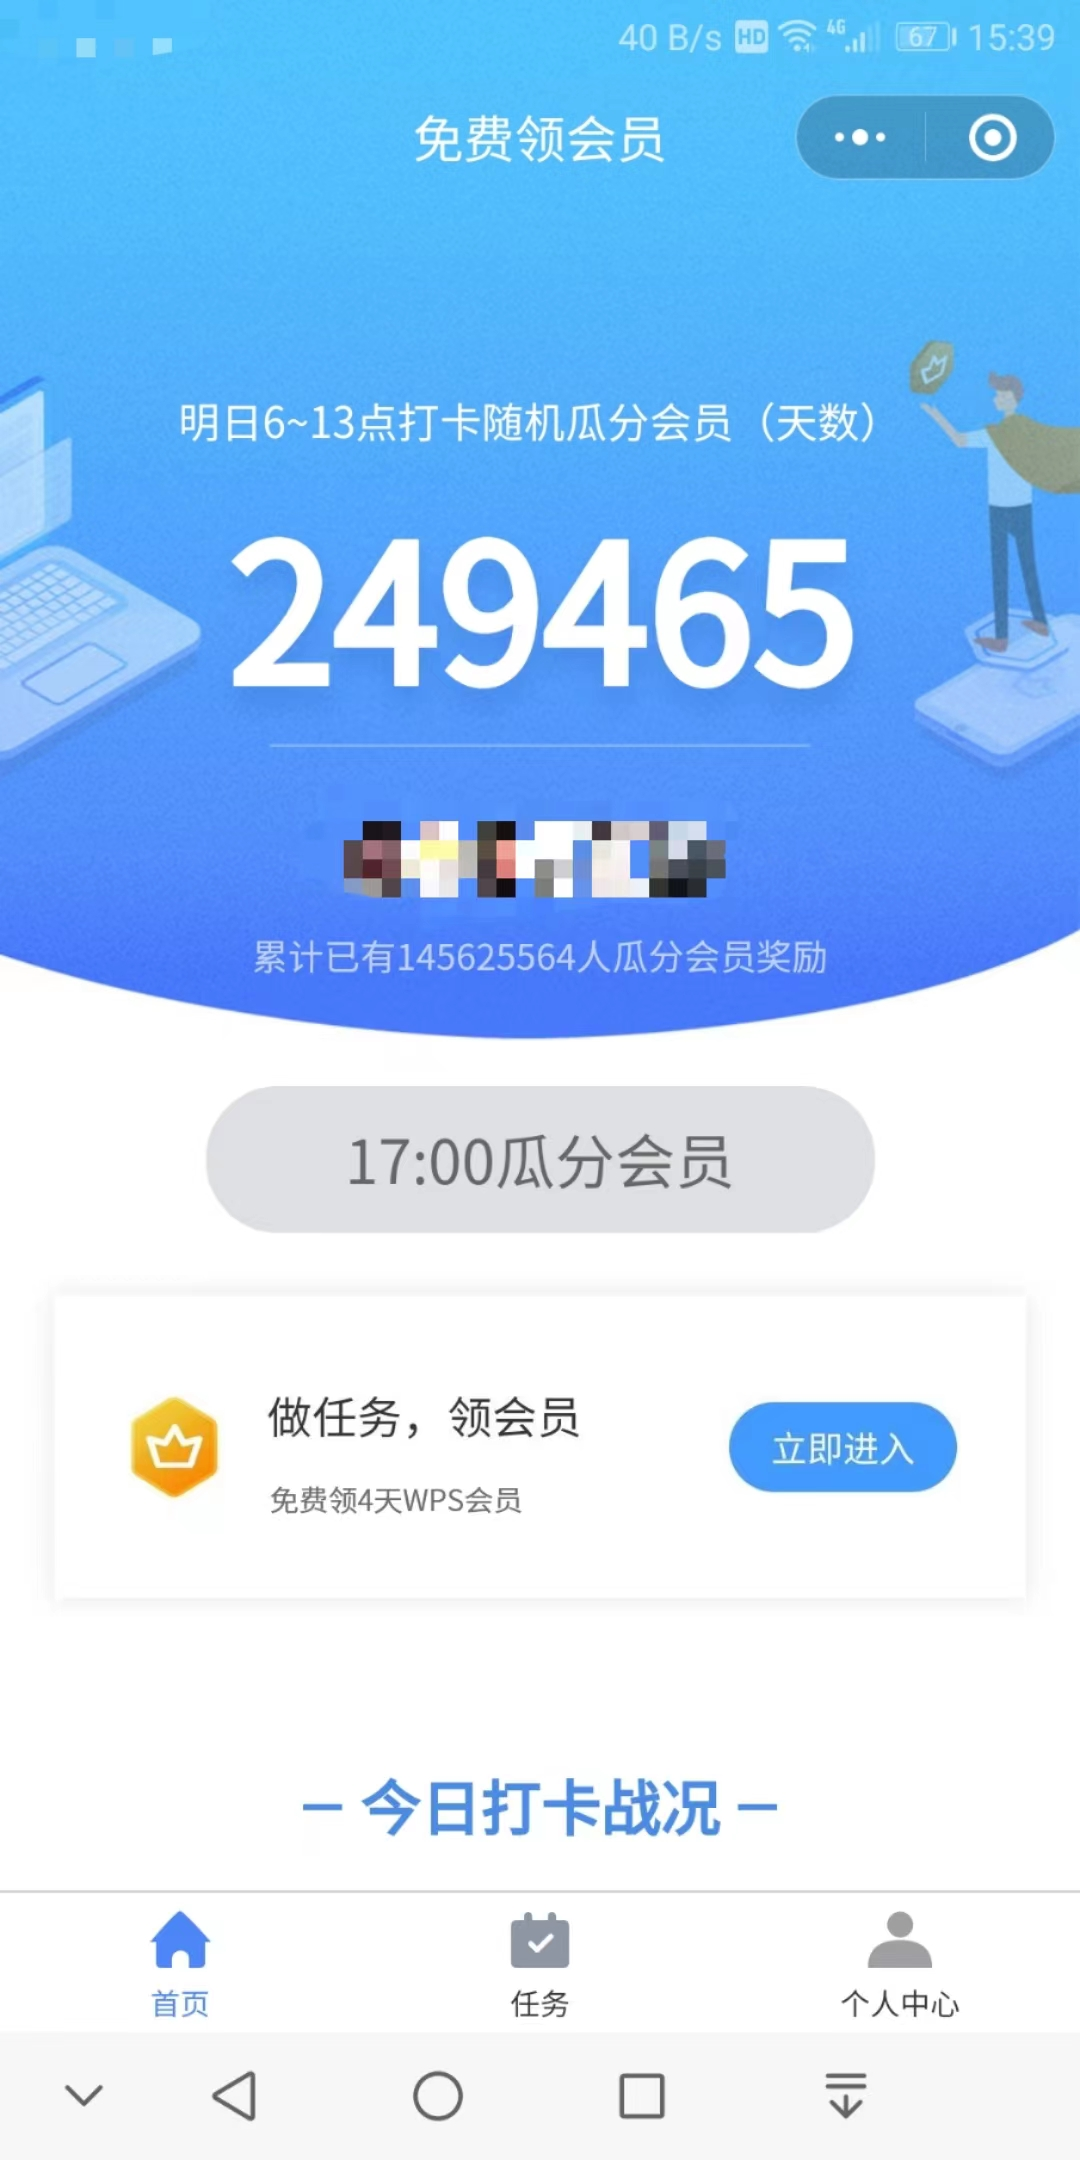 40 B/s HD 4G 67 15:39
免费领会员
明日6~13点打卡随机瓜分会员（天数）
249465
累计已有145625564人瓜分会员奖励
17:00瓜分会员
做任务，领会员
免费领4天WPS会员
立即进入
今日打卡战况
首页
任务
个人中心